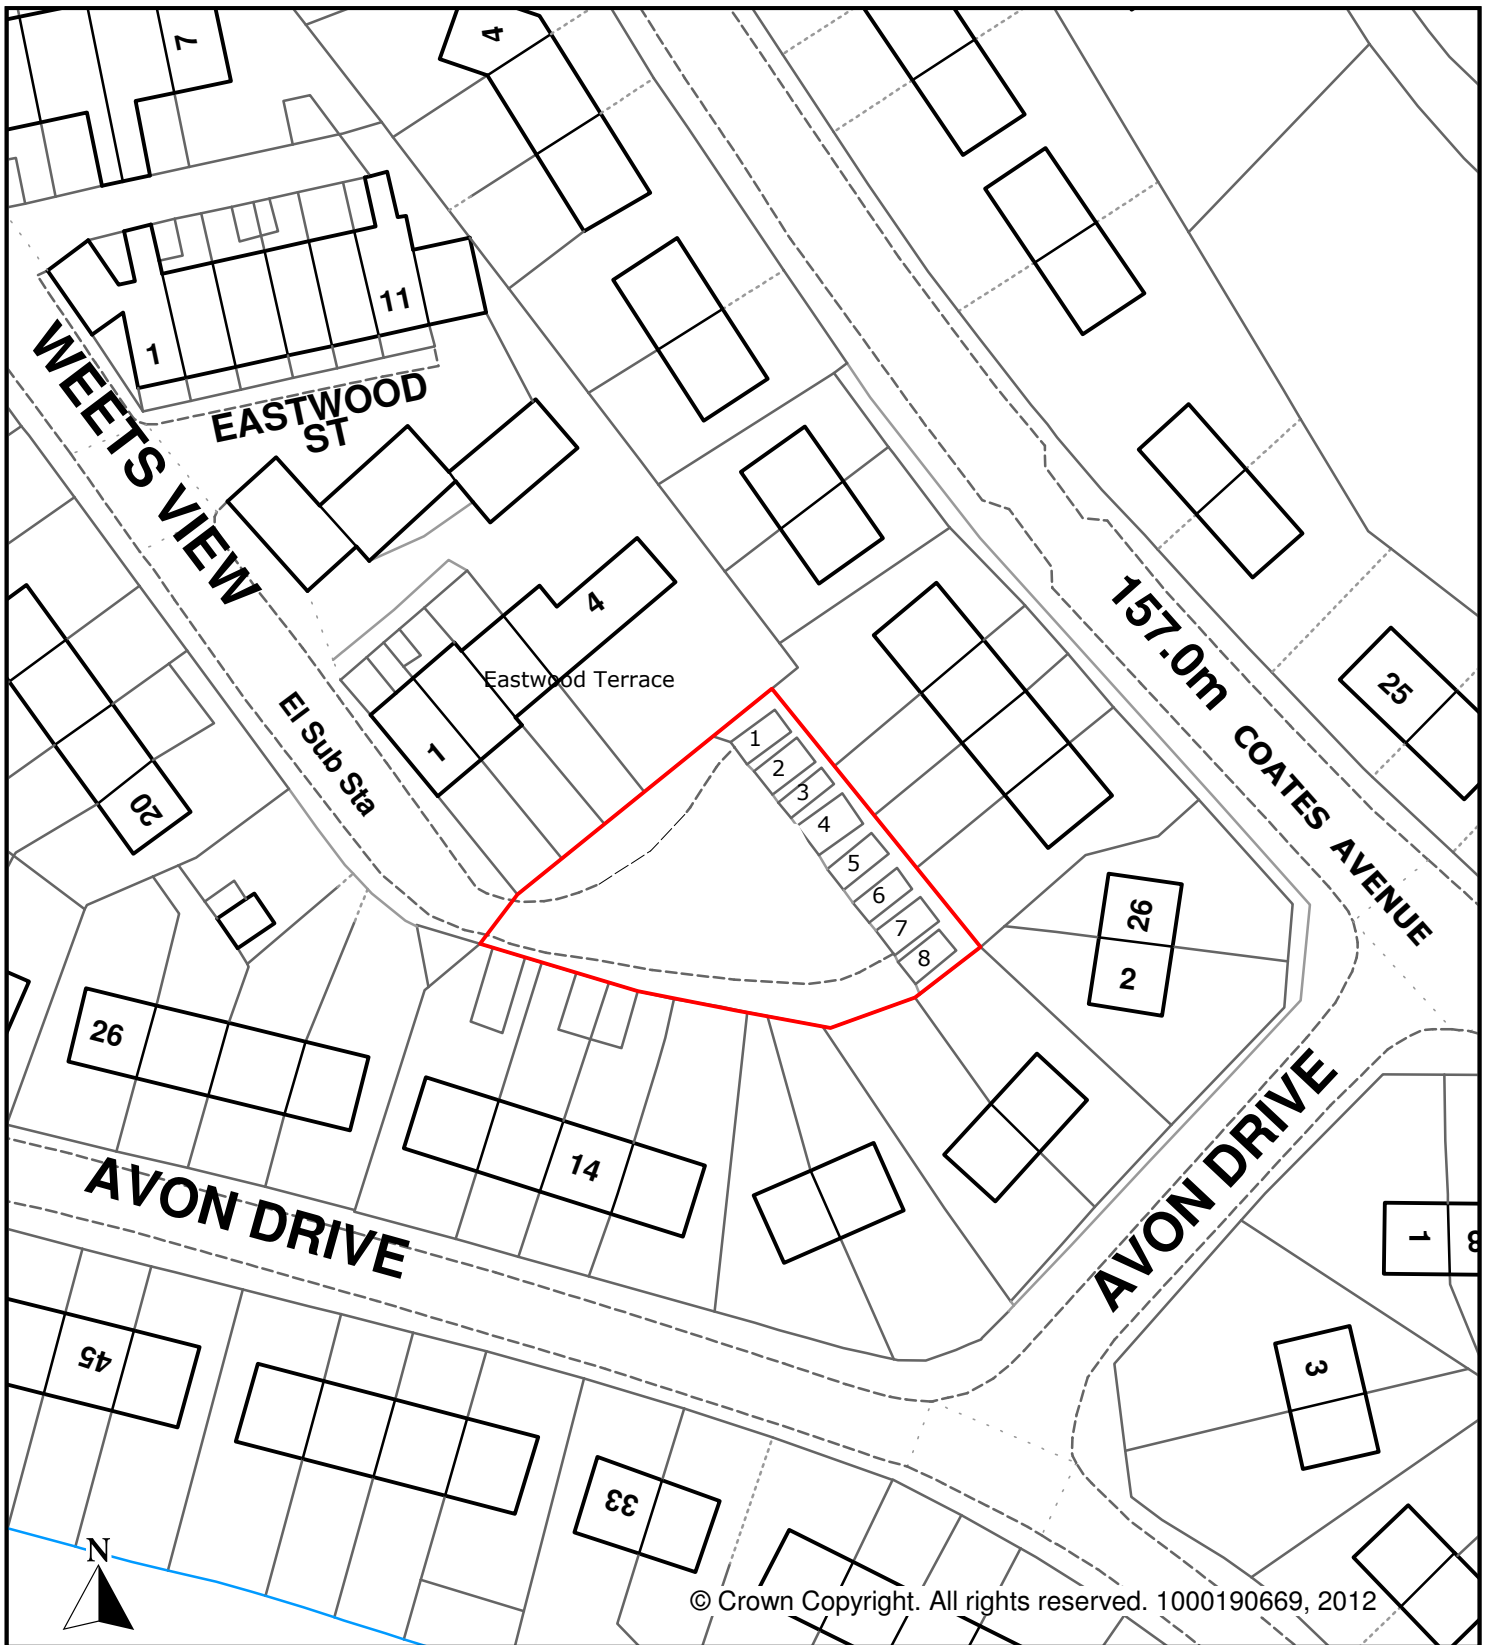 7
4
11
1
WEETS VIEW
EASTWOOD
ST
4
157.0m
Eastwood Terrace
25
El Sub Sta
1
1
2
3
4
5
6
7
8
COATES AVENUE
20
26
2
26
14
AVON DRIVE
AVON DRIVE
1
8
3
45
33
N
© Crown Copyright. All rights reserved. 1000190669, 2012